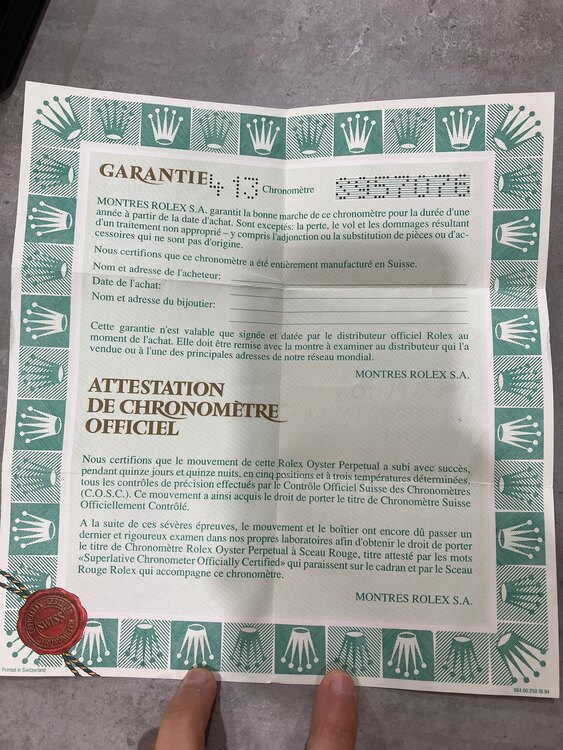 GARANTIE 413 Chronomètre
MONTRES ROLEX S.A. garantit la bonne marche de ce chronomètre pour la durée d'une
année à partir de la date d'achat. Sont exceptés: la perte, le vol et les dommages résultant
d'un traitement non approprié – y compris l'adjonction ou la substitution de pièces ou d'ac-
cessoires qui ne sont pas d'origine.
Nous certifions que ce chronomètre a été entièrement manufacturé en Suisse.
Nom et adresse de l'acheteur:
Date de l'achat:
Nom et adresse du bijoutier:
Cette garantie n'est valable que signée et datée par le distributeur officiel Rolex au
moment de l'achat. Elle doit être remise avec la montre à examiner au distributeur qui l'a
vendue ou à l'une des principales adresses de notre réseau mondial.
MONTRES ROLEX S.A.
ATTESTATION
DE CHRONOMÈTRE
OFFICIEL
Nous certifions que le mouvement de cette Rolex Oyster Perpetual a subi avec succès,
pendant quinze jours et quinze nuits, en cinq positions et à trois températures déterminées,
tous les contrôles de précision effectués par le Contrôle Officiel Suisse des Chronomètres
(C.O.S.C.). Ce mouvement a ainsi acquis le droit de porter le titre de Chronomètre Suisse
Officiellement Contrôlé.
A la suite de ces sévères épreuves, le mouvement et le boîtier ont encore dû passer un
dernier et rigoureux examen dans nos propres laboratoires afin d'obtenir le droit de porter
le titre de Chronomètre Rolex Oyster Perpetual à Sceau Rouge, titre attesté par les mots
«Superlative Chronometer Officially Certified» qui paraissent sur le cadran et par le Sceau
Rouge Rolex qui accompagne ce chronomètre.
MONTRES ROLEX S.A.
SWISS
Printed in Switzerland
564.00.250.10.94